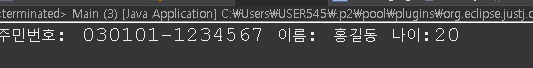 terminated> Main (3) [Java Application] C:₩Users₩USER545₩.p2₩pool₩plugins₩org.eclipse.justj.o
주민번호: 030101-1234567 이름: 홍길동 나이:20